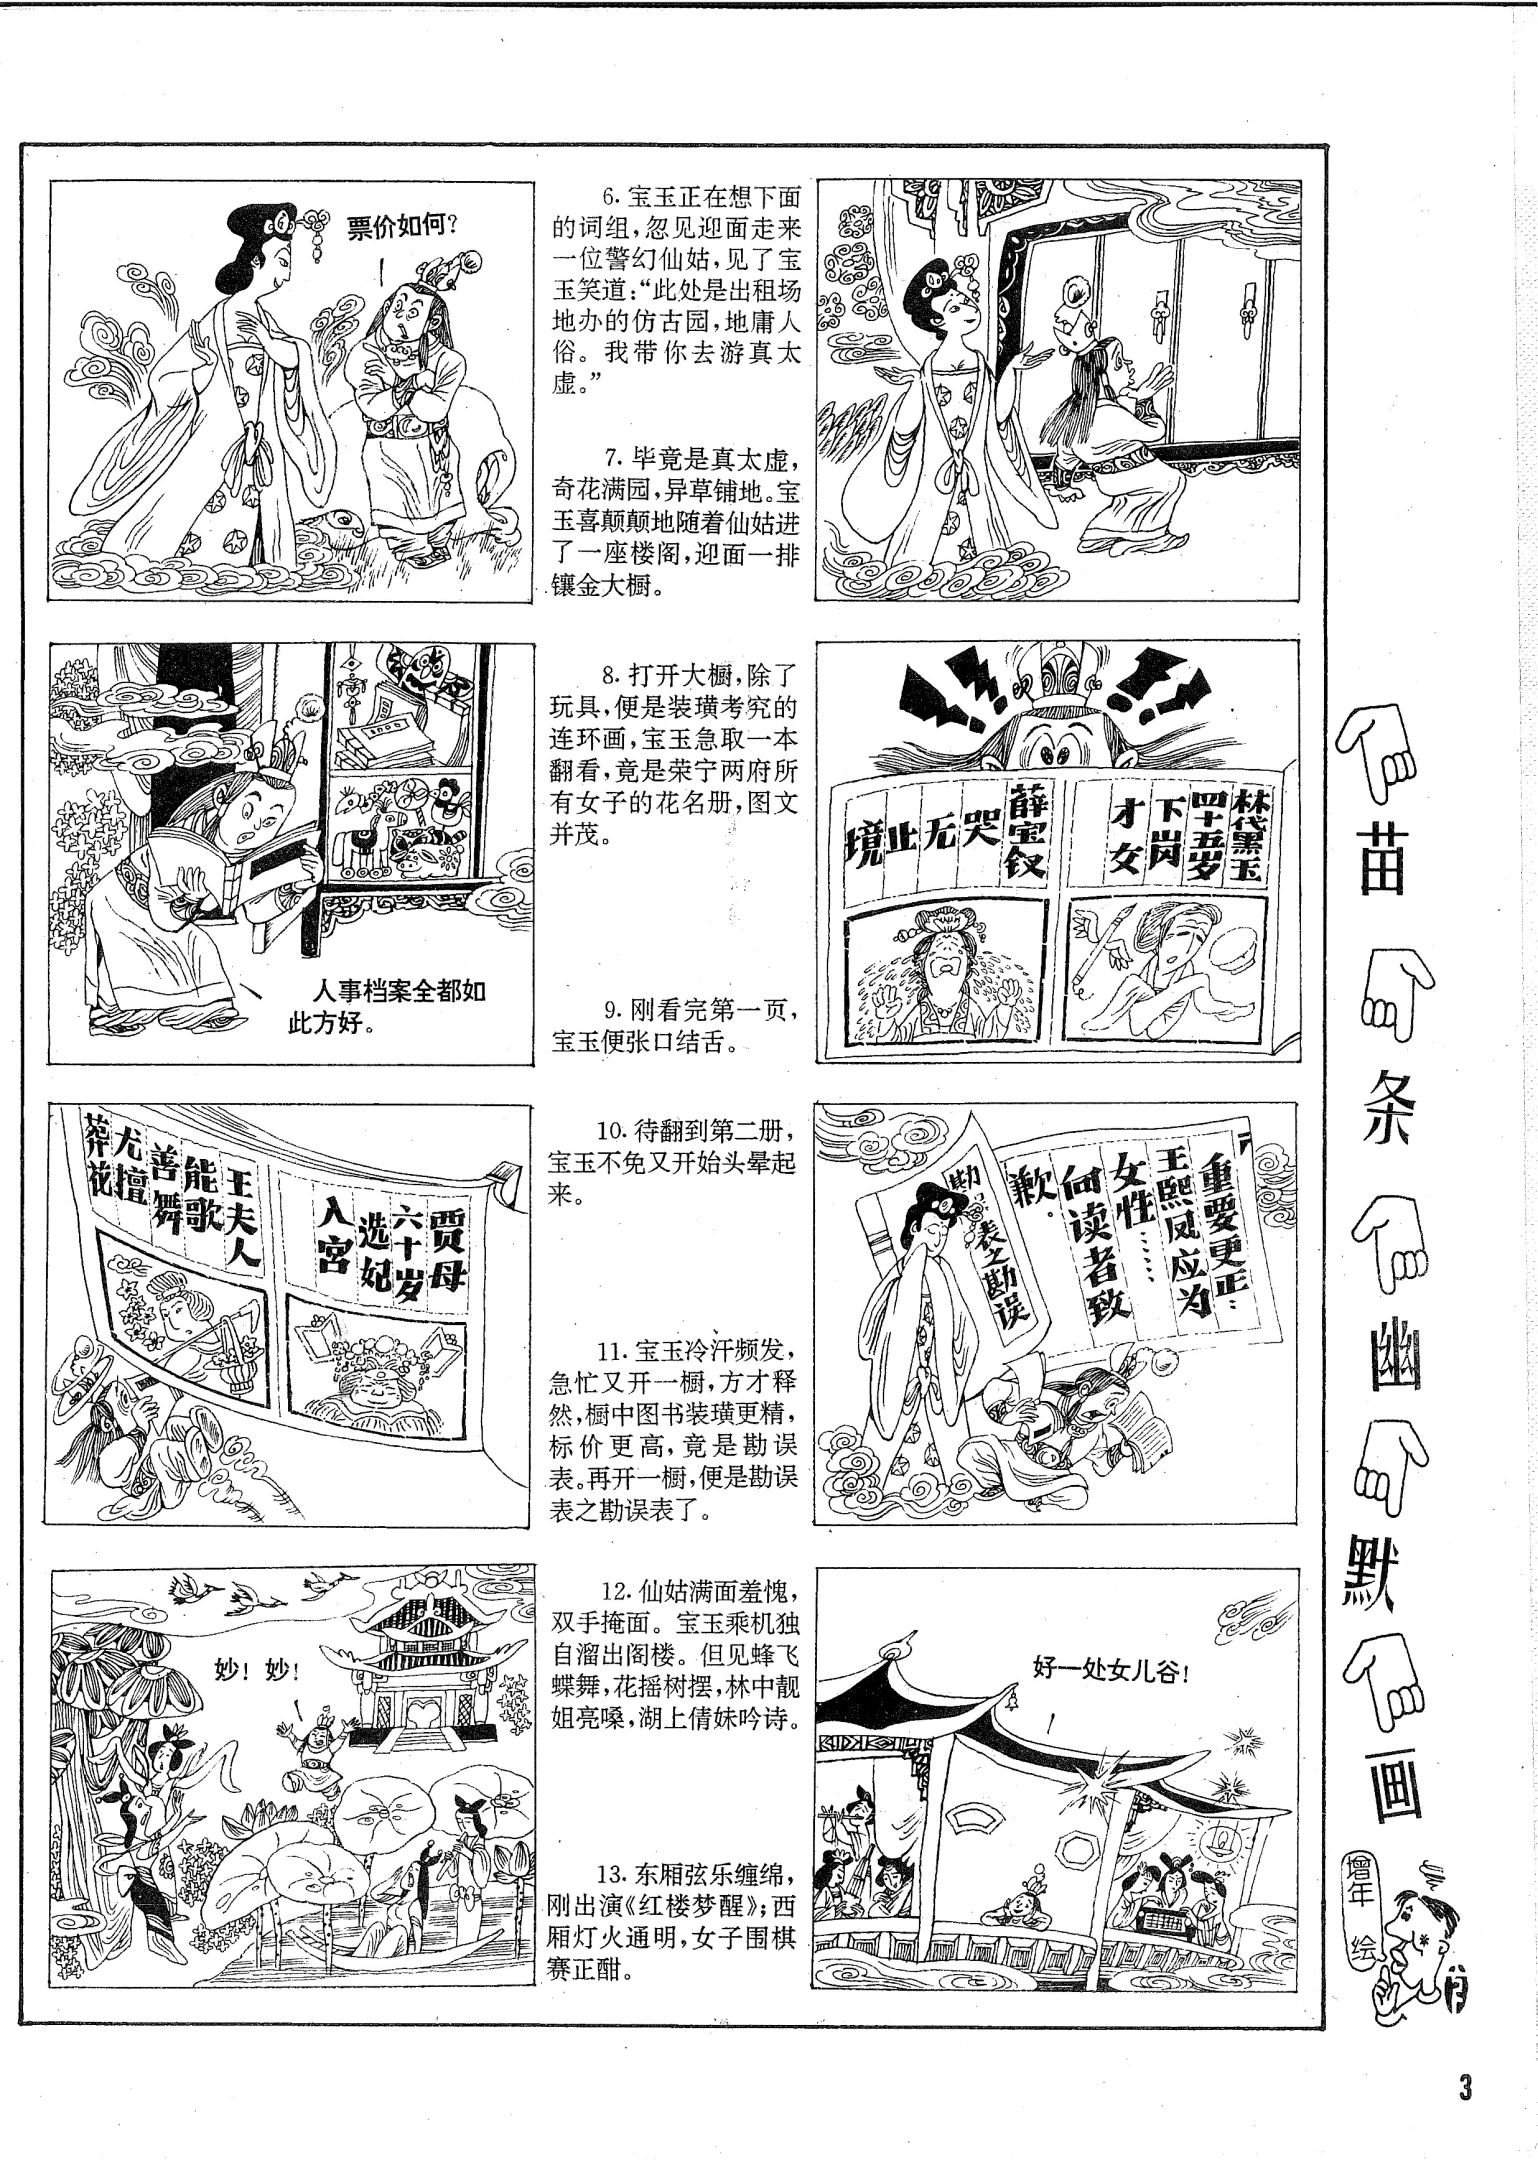 票价如何？
6. 宝玉正在想下面
的词组，忽见迎面走来
一位警幻仙姑，见了宝
玉笑道：“此处是出租场
地办的仿古园，地庸人
俗。我带你去游真太
虚。”
7. 毕竟是真太虚，
奇花满园，异草铺地。宝
玉喜颠颠地随着仙姑进
了一座楼阁，迎面一排
镶金大橱。
人事档案全都如
此方好。
8. 打开大橱，除了
玩具，便是装璜考究的
连环画，宝玉急取一本
翻看，竟是荣宁两府所
有女子的花名册，图文
并茂。
9. 刚看完第一页，
宝玉便张口结舌。
林代黑玉
四十五岁
下岗
才女
薛宝钗
哭
无
止
境
贾母
六十岁
选妃
入宫
王夫人
能歌
善舞
尤擅
葬花
10. 待翻到第二册，
宝玉不免又开始头晕起
来。
11. 宝玉冷汗频发，
急忙又开一橱，方才释
然，橱中图书装璜更精，
标价更高，竟是勘误
表。再开一橱，便是勘误
表之勘误表了。
重要更正：
王熙凤应为
女性……
向读者致
歉.
勘误表之勘误
妙！妙！
12. 仙姑满面羞愧，
双手掩面。宝玉乘机独
自溜出阁楼。但见蜂飞
蝶舞，花摇树摆，林中靓
姐亮嗓，湖上倩妹吟诗。
13. 东厢弦乐缠绵，
刚出演《红楼梦醒》；西
厢灯火通明，女子围棋
赛正酣。
好一处女儿谷！
苗
条
幽
默
画
增年 绘
3